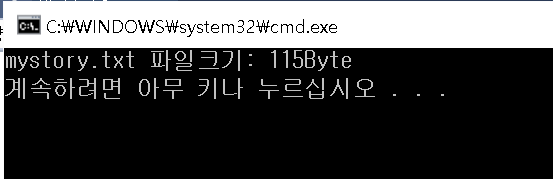 C:₩WINDOWS₩system32₩cmd.exe
mystory.txt 파일크기: 115Byte
계속하려면 아무 키나 누르십시오 . . .